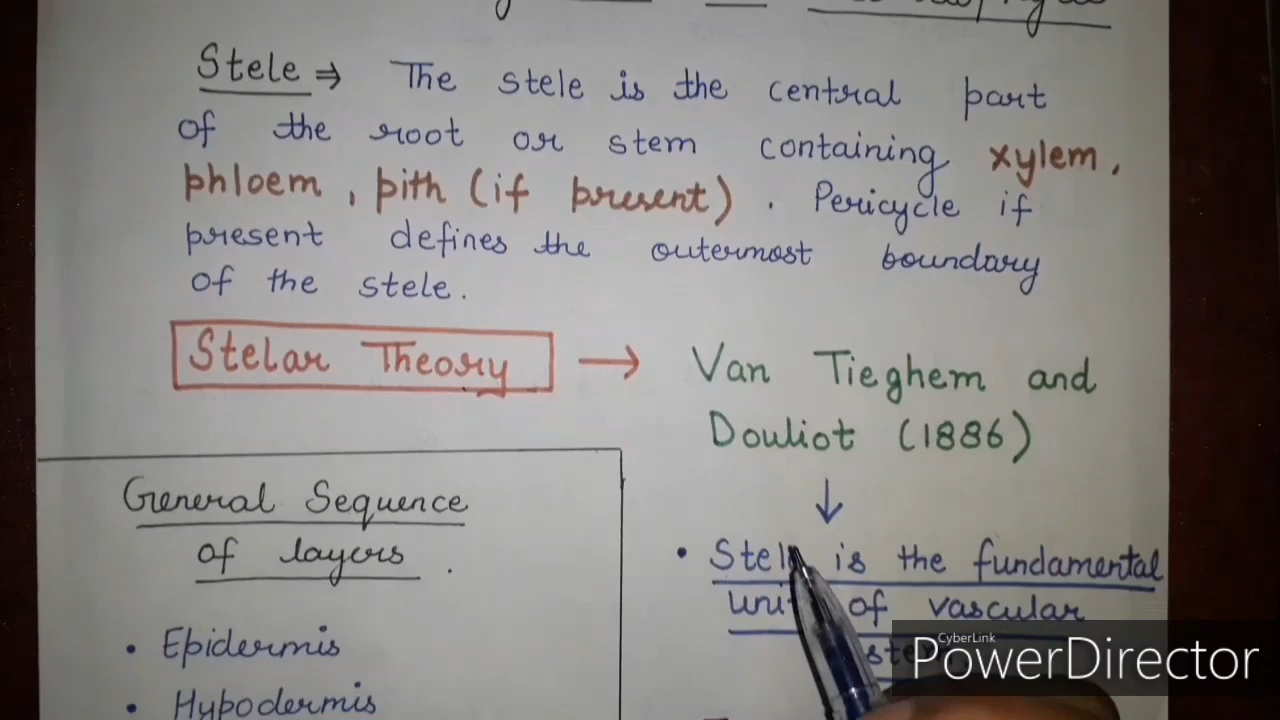 Stele ⇒ The stele is the central part
of the root or stem containing xylem,
phloem, pith (if present). Pericycle if
present defines the outermost boundary
of the stele.
Stelar Theory → Van Tieghem and
Douliot (1886)
↓
General Sequence
of layers.
• Epidermis
• Hypodermis
• Stele is the fundamental
unit of vascular
CyberLink
PowerDirector